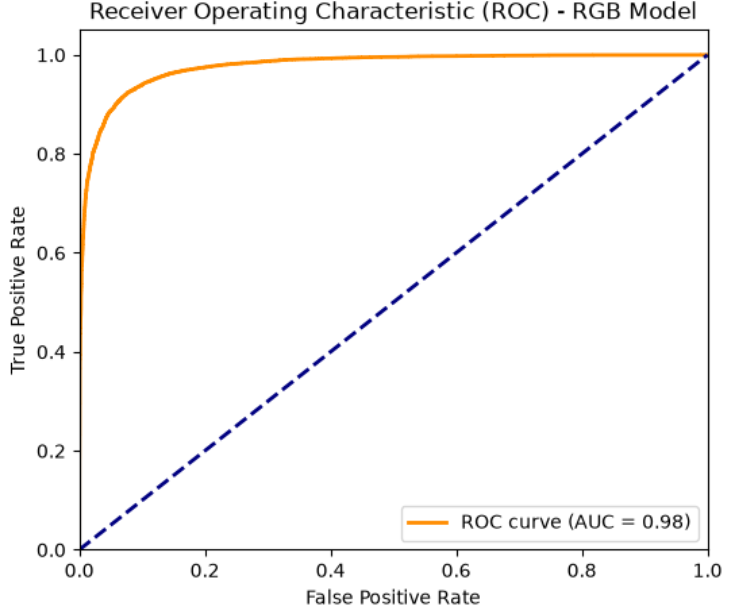 Receiver Operating Characteristic (ROC) - RGB Model
True Positive Rate
1.0
0.8
0.6
0.4
0.2
0.0
ROC curve (AUC = 0.98)
0.0 0.2 0.4 0.6 0.8 1.0
False Positive Rate